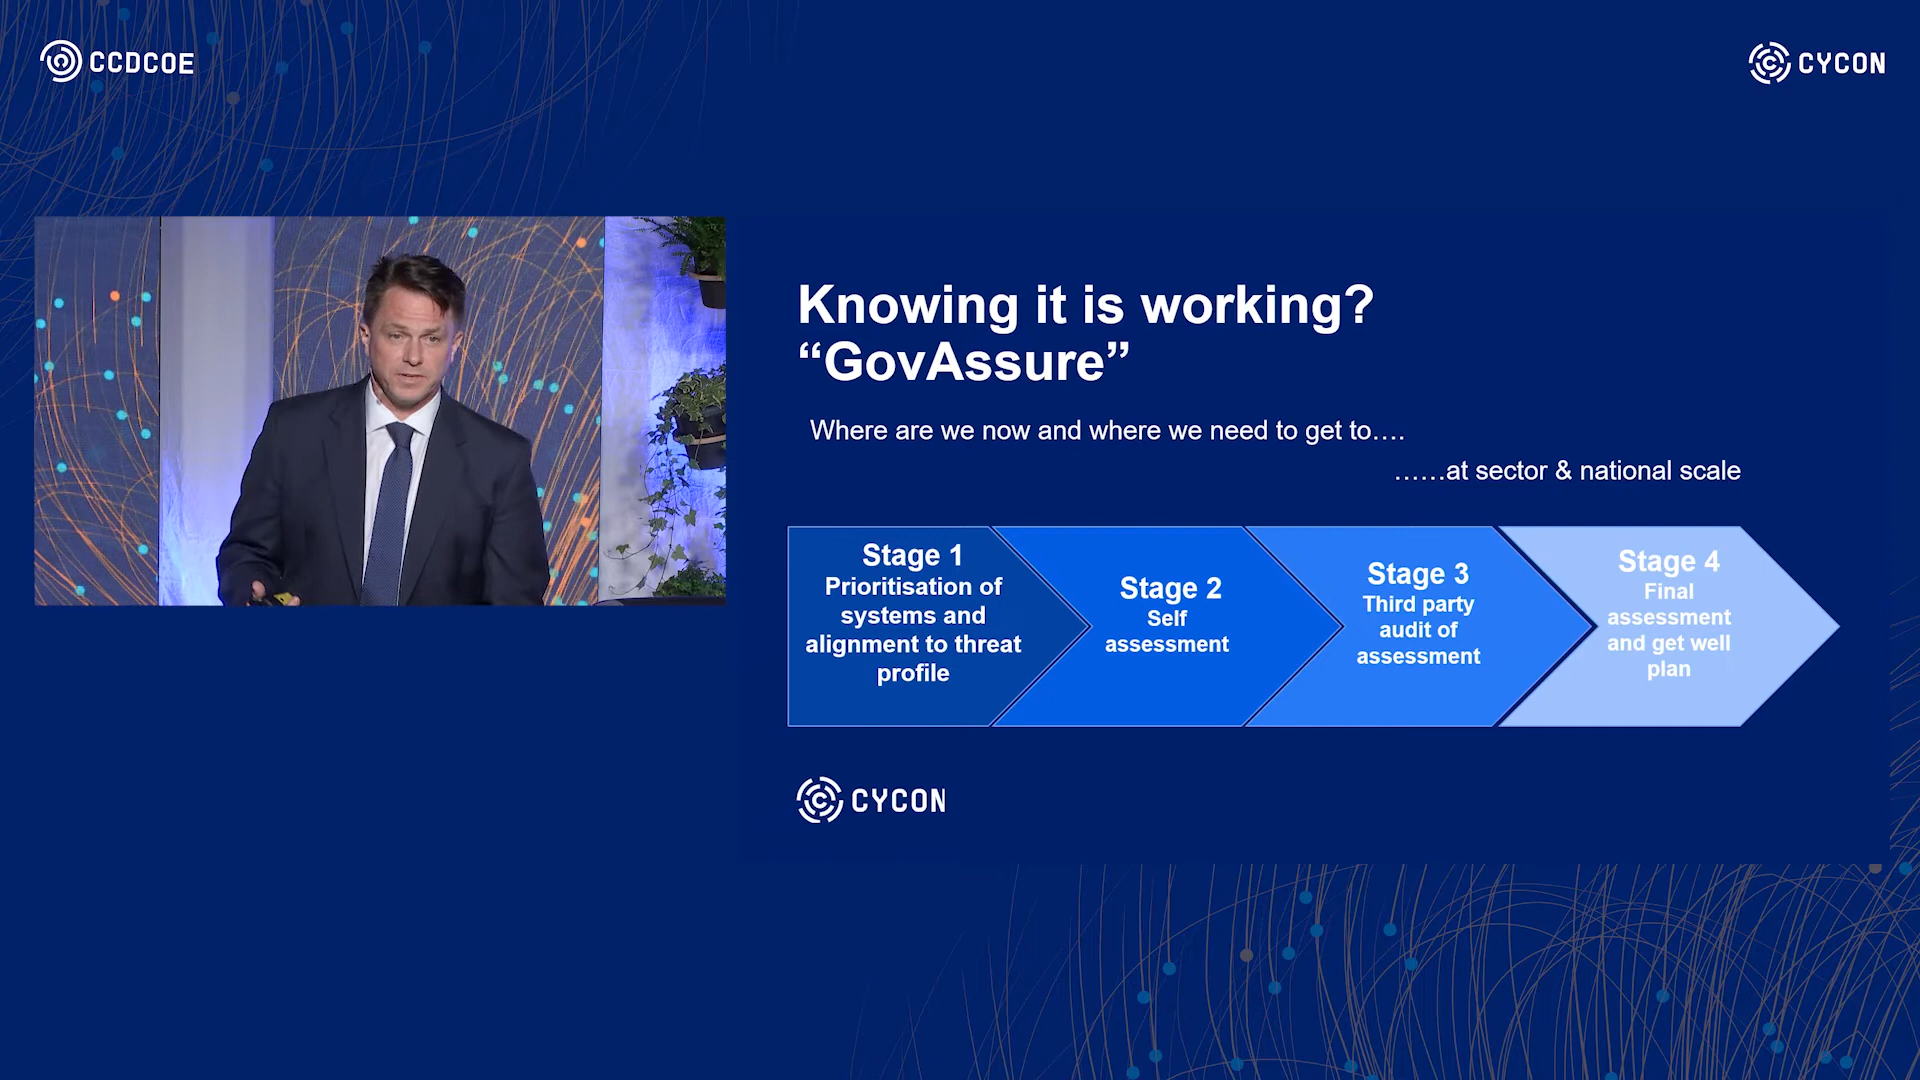 CCDCOE
CYCON
Knowing it is working?
“GovAssure”
Where are we now and where we need to get to….
……at sector & national scale
Stage 1
Prioritisation of
systems and
alignment to threat
profile
Stage 2
Self
assessment
Stage 3
Third party
audit of
assessment
Stage 4
Final
assessment
and get well
plan
CYCON